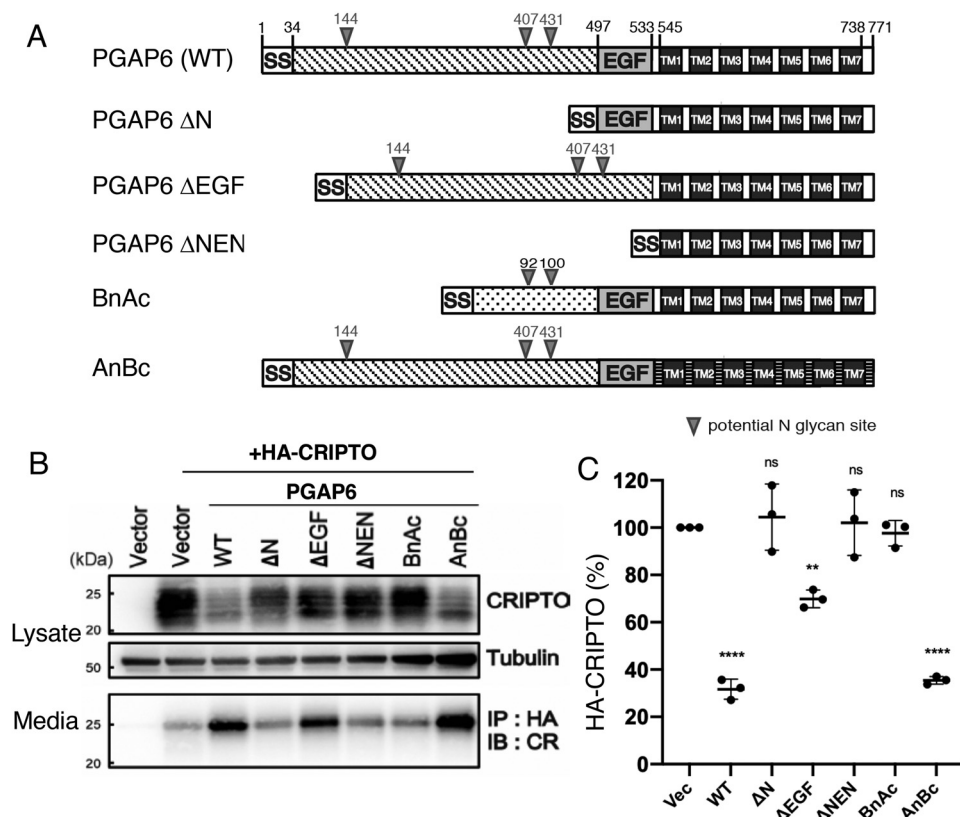 A
1 34 144 407 431 497 533 545 738 771
PGAP6 (WT) SS EGF TM1 TM2 TM3 TM4 TM5 TM6 TM7
PGAP6 ΔN SS EGF TM1 TM2 TM3 TM4 TM5 TM6 TM7
144 407 431
PGAP6 ΔEGF SS TM1 TM2 TM3 TM4 TM5 TM6 TM7
PGAP6 ΔNEN SS TM1 TM2 TM3 TM4 TM5 TM6 TM7
92 100
BnAc SS EGF TM1 TM2 TM3 TM4 TM5 TM6 TM7
144 407 431
AnBc SS EGF TM1 TM2 TM3 TM4 TM5 TM6 TM7
potential N glycan site
B
+HA-CRIPTO
PGAP6
(kDa) Vector Vector WT ΔN ΔEGF ΔNEN BnAc AnBc
Lysate
25
20
CRIPTO
50
Tubulin
Media
25
20
IP : HA
IB : CR
C
HA-CRIPTO (%)
120
100
80
60
40
20
0
ns
ns
ns
**
****
****
Vec WT ΔN ΔEGF ΔNEN BnAc AnBc